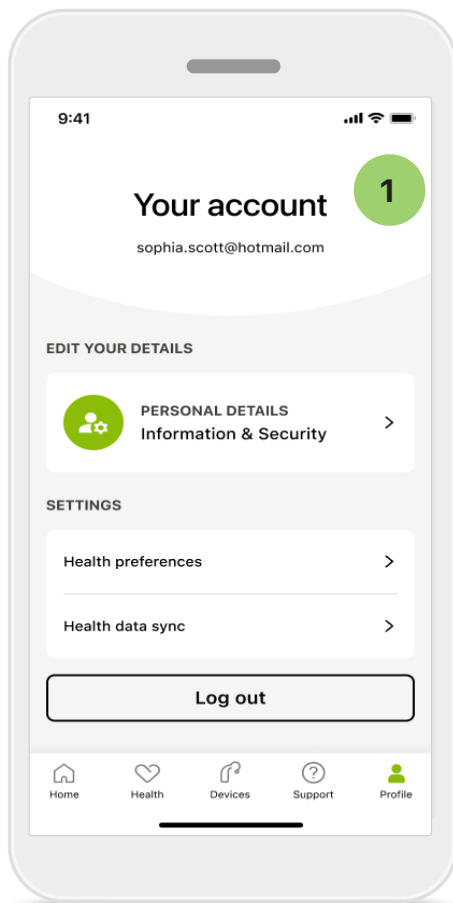 9:41
1
Your account
sophia.scott@hotmail.com
EDIT YOUR DETAILS
PERSONAL DETAILS
Information & Security
SETTINGS
Health preferences
Health data sync
Log out
Home Health Devices Support Profile